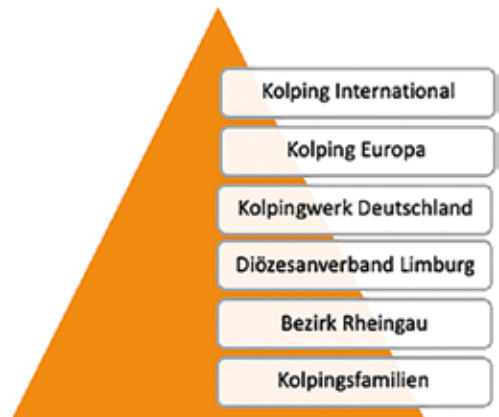 Kolping International
Kolping Europa
Kolpingwerk Deutschland
Diözesanverband Limburg
Bezirk Rheingau
Kolpingsfamilien